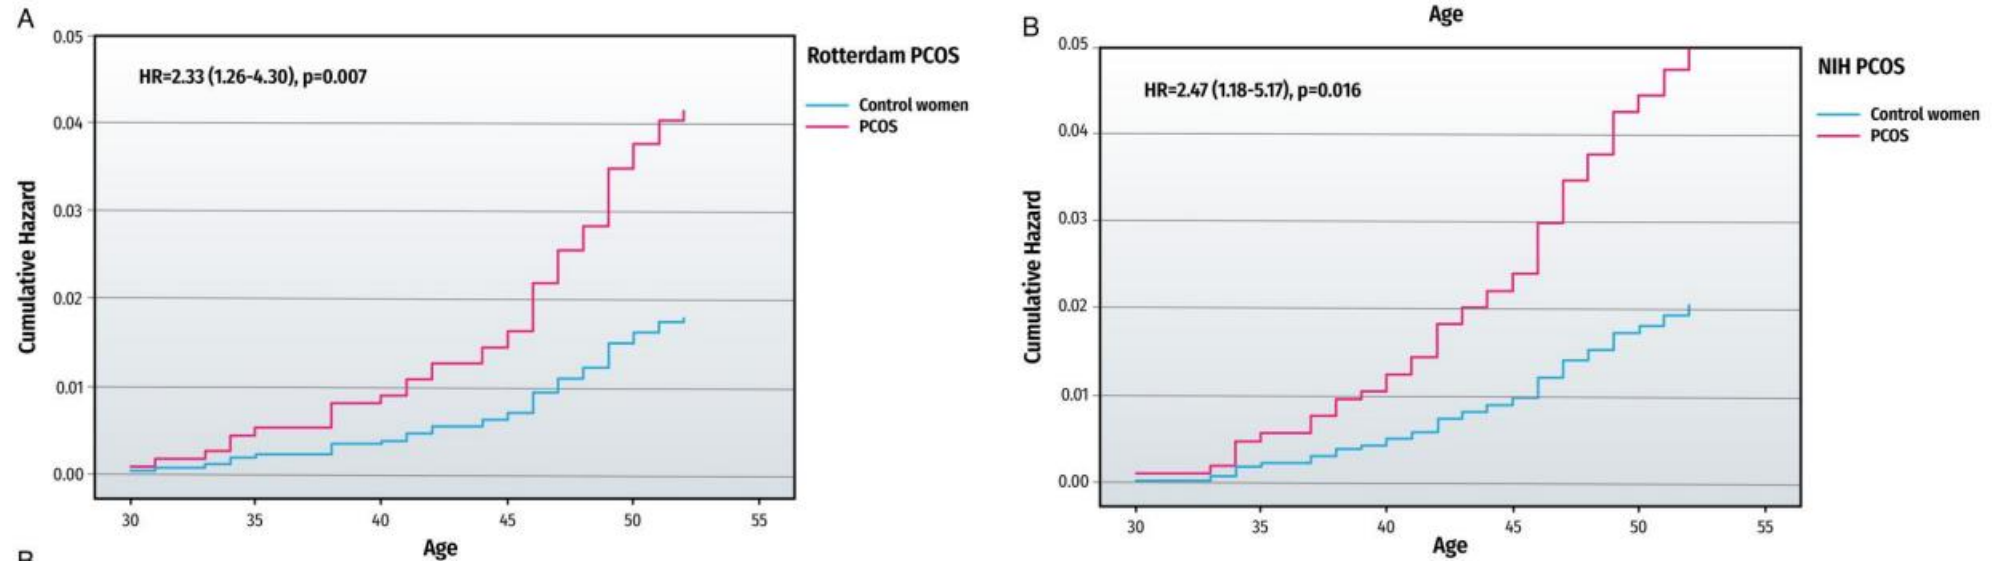 A
0.05
0.04
0.03
0.02
0.01
0.00
Cumulative Hazard
HR=2.33 (1.26-4.30), p=0.007
30 35 40 45 50 55
Age
Rotterdam PCOS
Control women
PCOS
B
Age
B
0.05
0.04
0.03
0.02
0.01
0.00
Cumulative Hazard
HR=2.47 (1.18-5.17), p=0.016
30 35 40 45 50 55
Age
NIH PCOS
Control women
PCOS